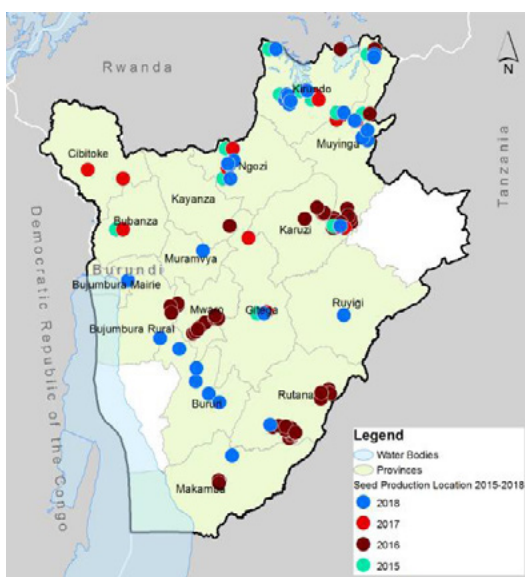 Rwanda
N
Kirundo
Muyinga
Tanzania
Cibitoke
Ngozi
Kayanza
Bubanza
Karuzi
Muramvya
Burundi
Bujumbura Mairie
Democratic Republic of the Congo
Mwaro
Gitega
Ruyigi
Bujumbura Rural
Rutana
Bururi
Makamba
Legend
Water Bodies
Provinces
Seed Production Location 2015-2018
2018
2017
2016
2015